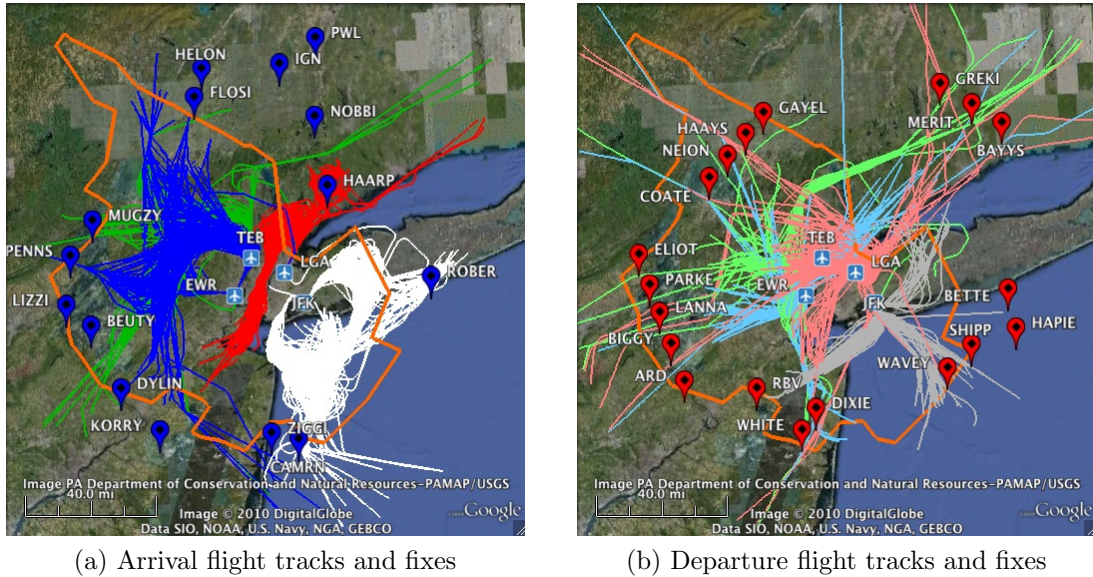 PWL
HELON
IGN
FLOSI
NOBBI
HAARP
MUGZY
TEB
PENNS
LGA
ROBER
EWR
LIZZI
JFK
BEUTY
DYLIN
KORRY
ZIGGI
CAMRN
Image PA Department of Conservation and Natural Resources-PAMAP/USGS
40.0 mi
Image © 2010 DigitalGlobe
Data SIO, NOAA, U.S. Navy, NGA, GEBCO
©2010 Google
(a) Arrival flight tracks and fixes
GREKI
GAYEL
MERIT
HAAYS
BAYYS
NEION
COATE
TEB
ELIOT
LGA
PARKE
EWR
BETTE
JFK
LANNA
HAPIE
SHIPP
BIGGY
WAVEY
ARD
RBV
DIXIE
WHITE
Image PA Department of Conservation and Natural Resources-PAMAP/USGS
40.0 mi
Image © 2010 DigitalGlobe
Data SIO, NOAA, U.S. Navy, NGA, GEBCO
©2010 Google
(b) Departure flight tracks and fixes